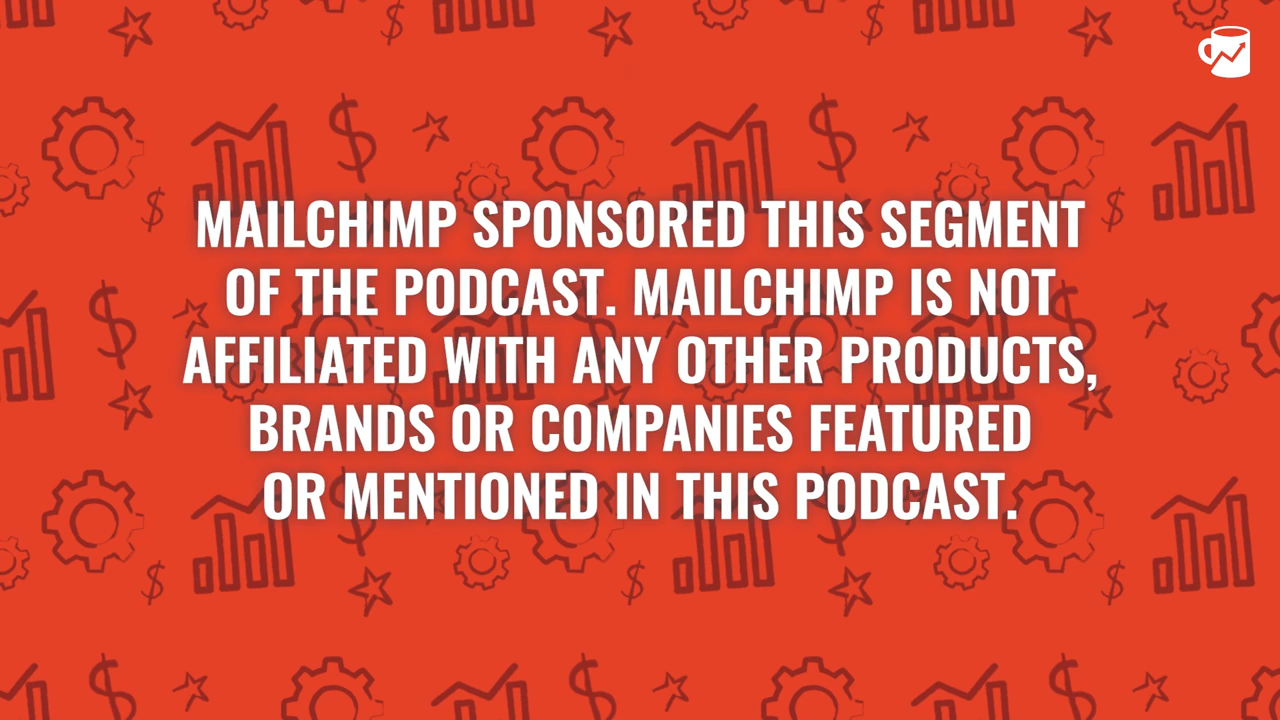 MAILCHIMP SPONSORED THIS SEGMENT
OF THE PODCAST. MAILCHIMP IS NOT
AFFILIATED WITH ANY OTHER PRODUCTS,
BRANDS OR COMPANIES FEATURED
OR MENTIONED IN THIS PODCAST.